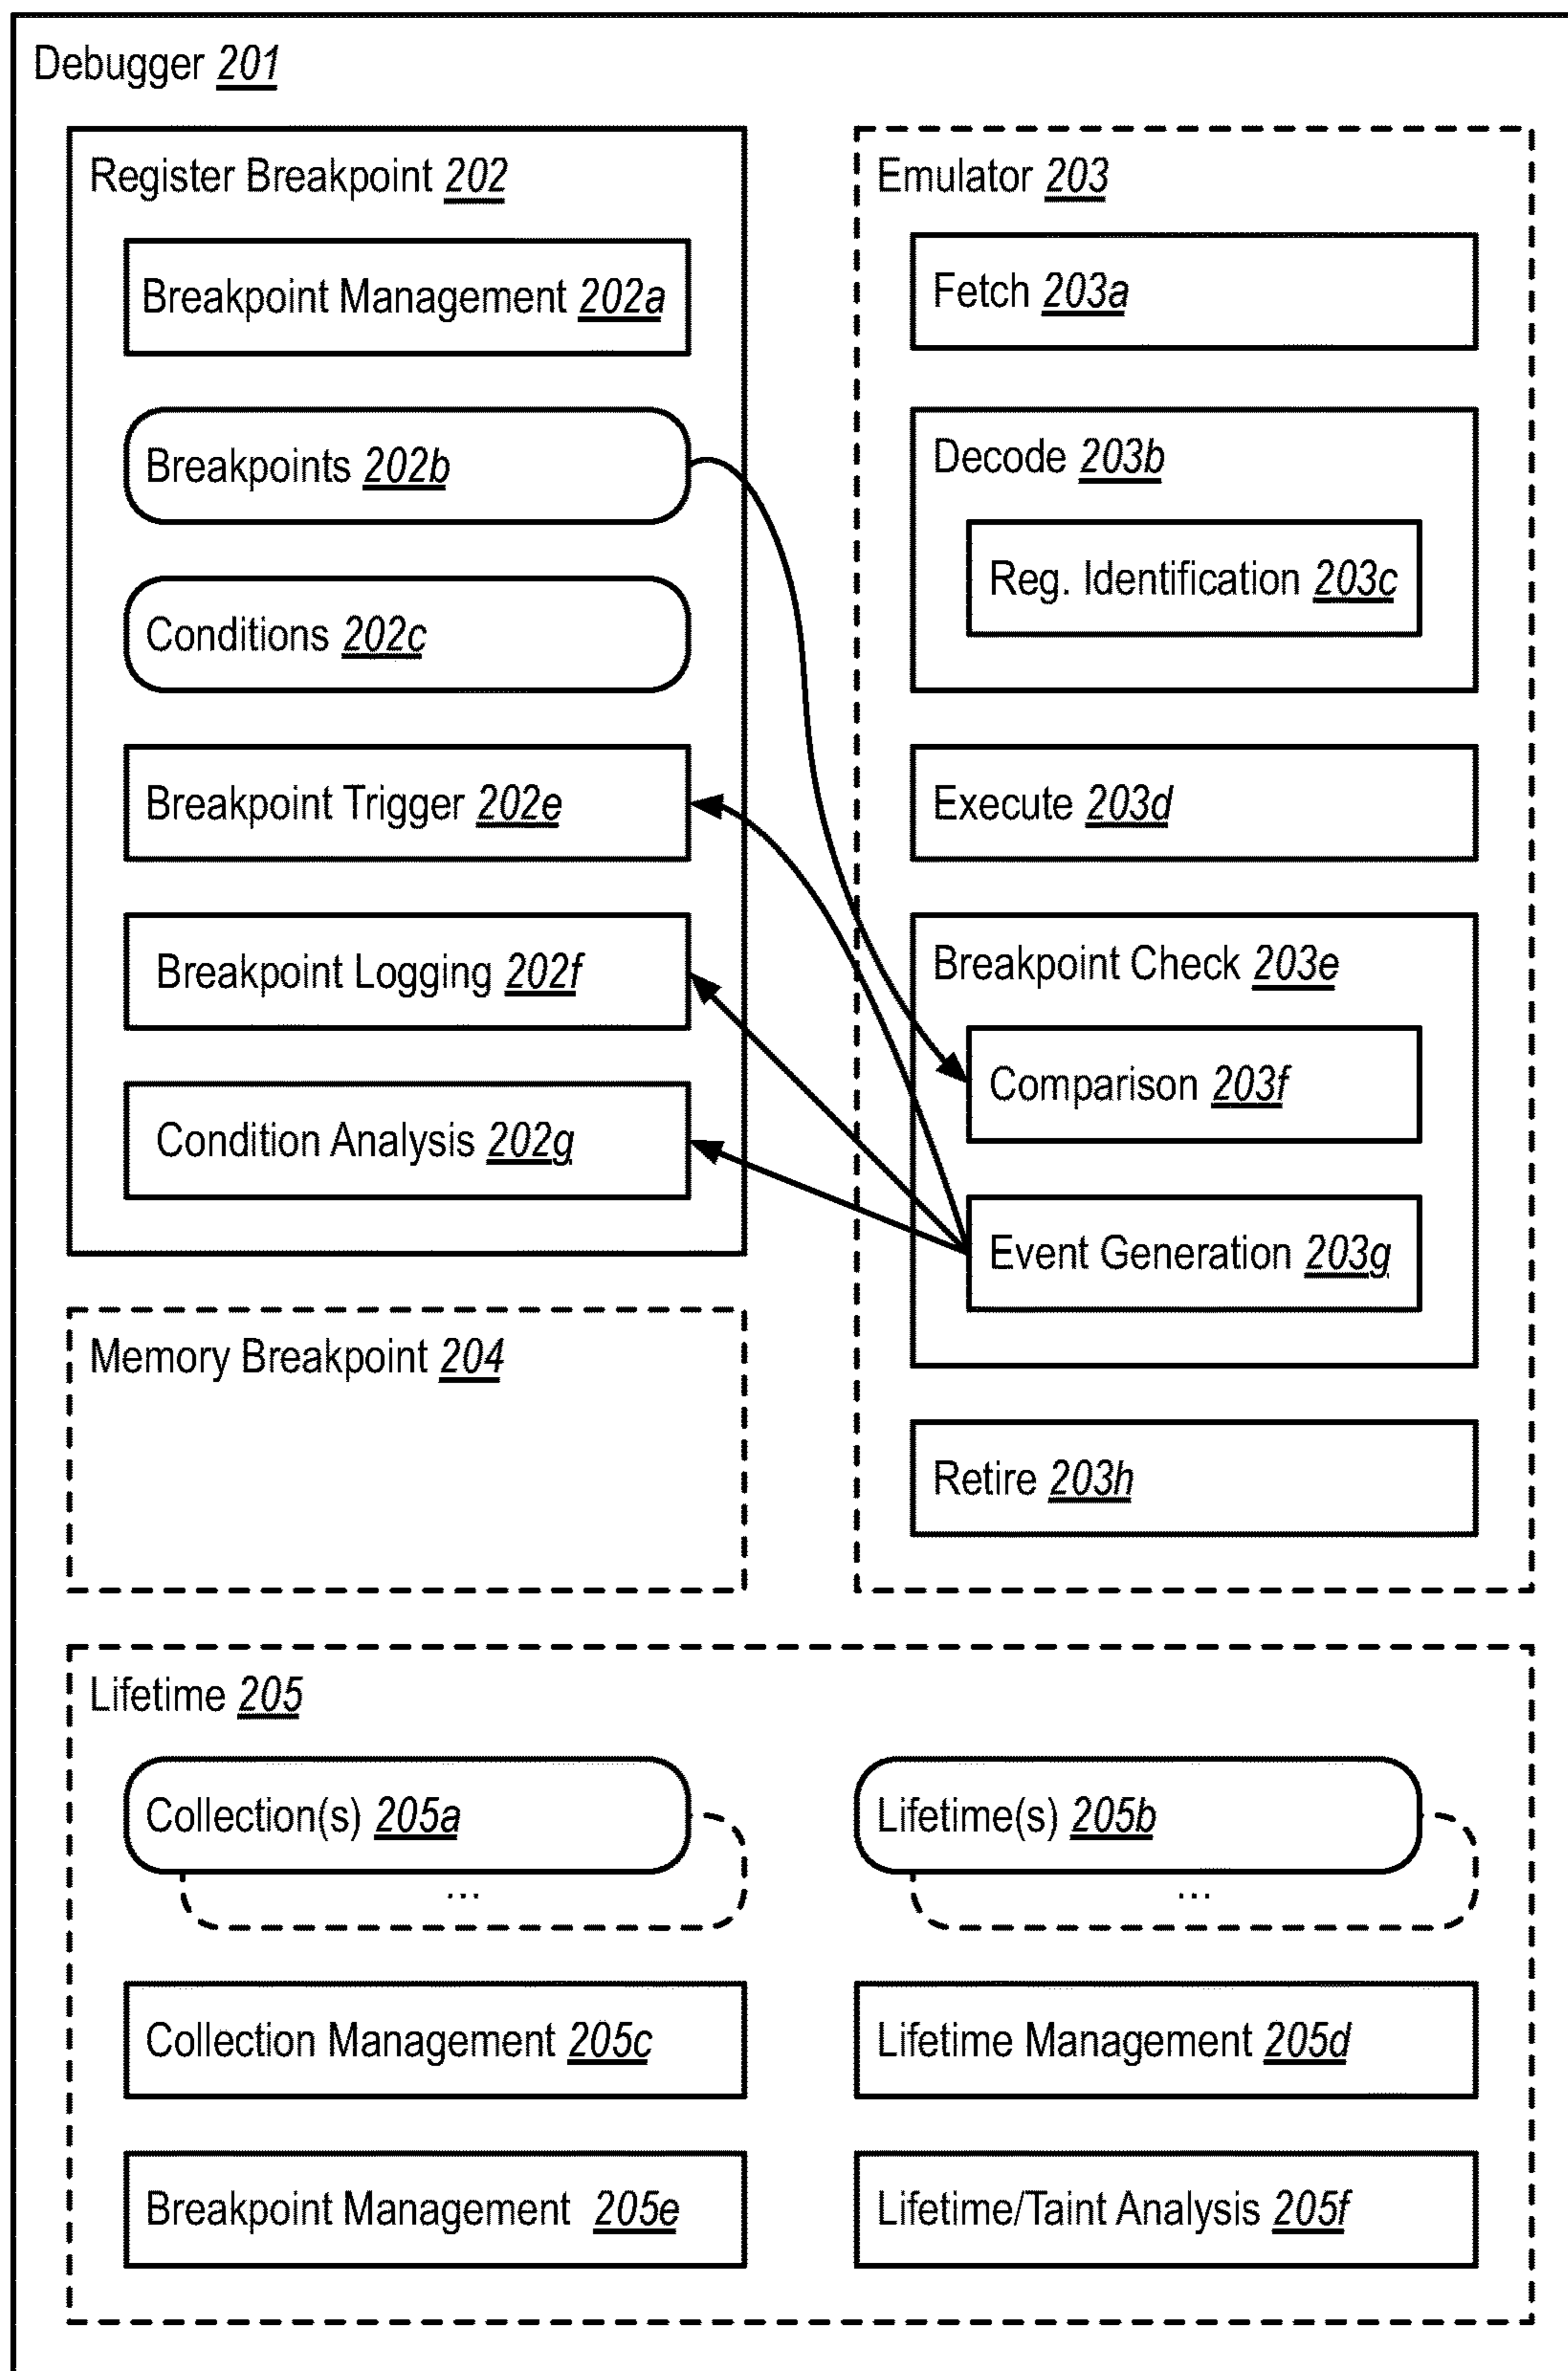 Debugger 201
Register Breakpoint 202
Breakpoint Management 202a
Breakpoints 202b
Conditions 202c
Breakpoint Trigger 202e
Breakpoint Logging 202f
Condition Analysis 202g
Emulator 203
Fetch 203a
Decode 203b
Reg. Identification 203c
Execute 203d
Breakpoint Check 203e
Comparison 203f
Event Generation 203g
Retire 203h
Memory Breakpoint 204
Lifetime 205
Collection(s) 205a
...
Lifetime(s) 205b
...
Collection Management 205c
Lifetime Management 205d
Breakpoint Management 205e
Lifetime/Taint Analysis 205f